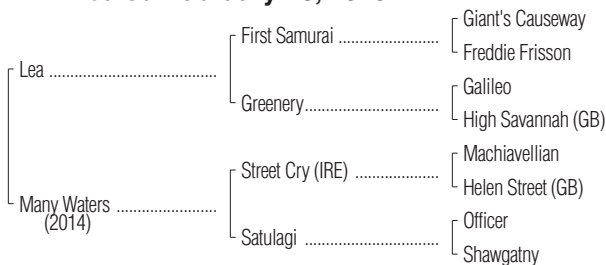 Giant's Causeway
First Samurai
Freddie Frisson
Lea
Galileo
Greenery
High Savannah (GB)
Machiavellian
Street Cry (IRE)
Helen Street (GB)
Many Waters
(2014)
Officer
Satulagi
Shawgatny